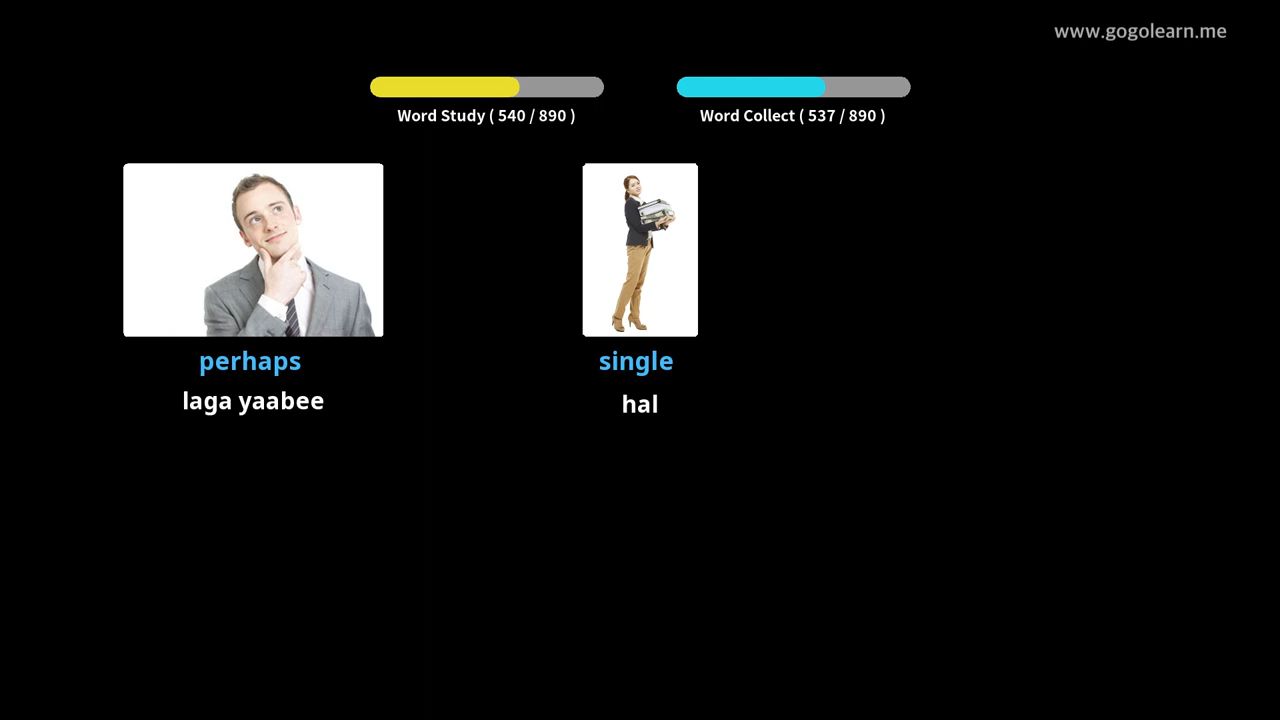 www.gogolearn.me
Word Study ( 540 / 890 )
Word Collect ( 537 / 890 )
perhaps
laga yaabee
single
hal